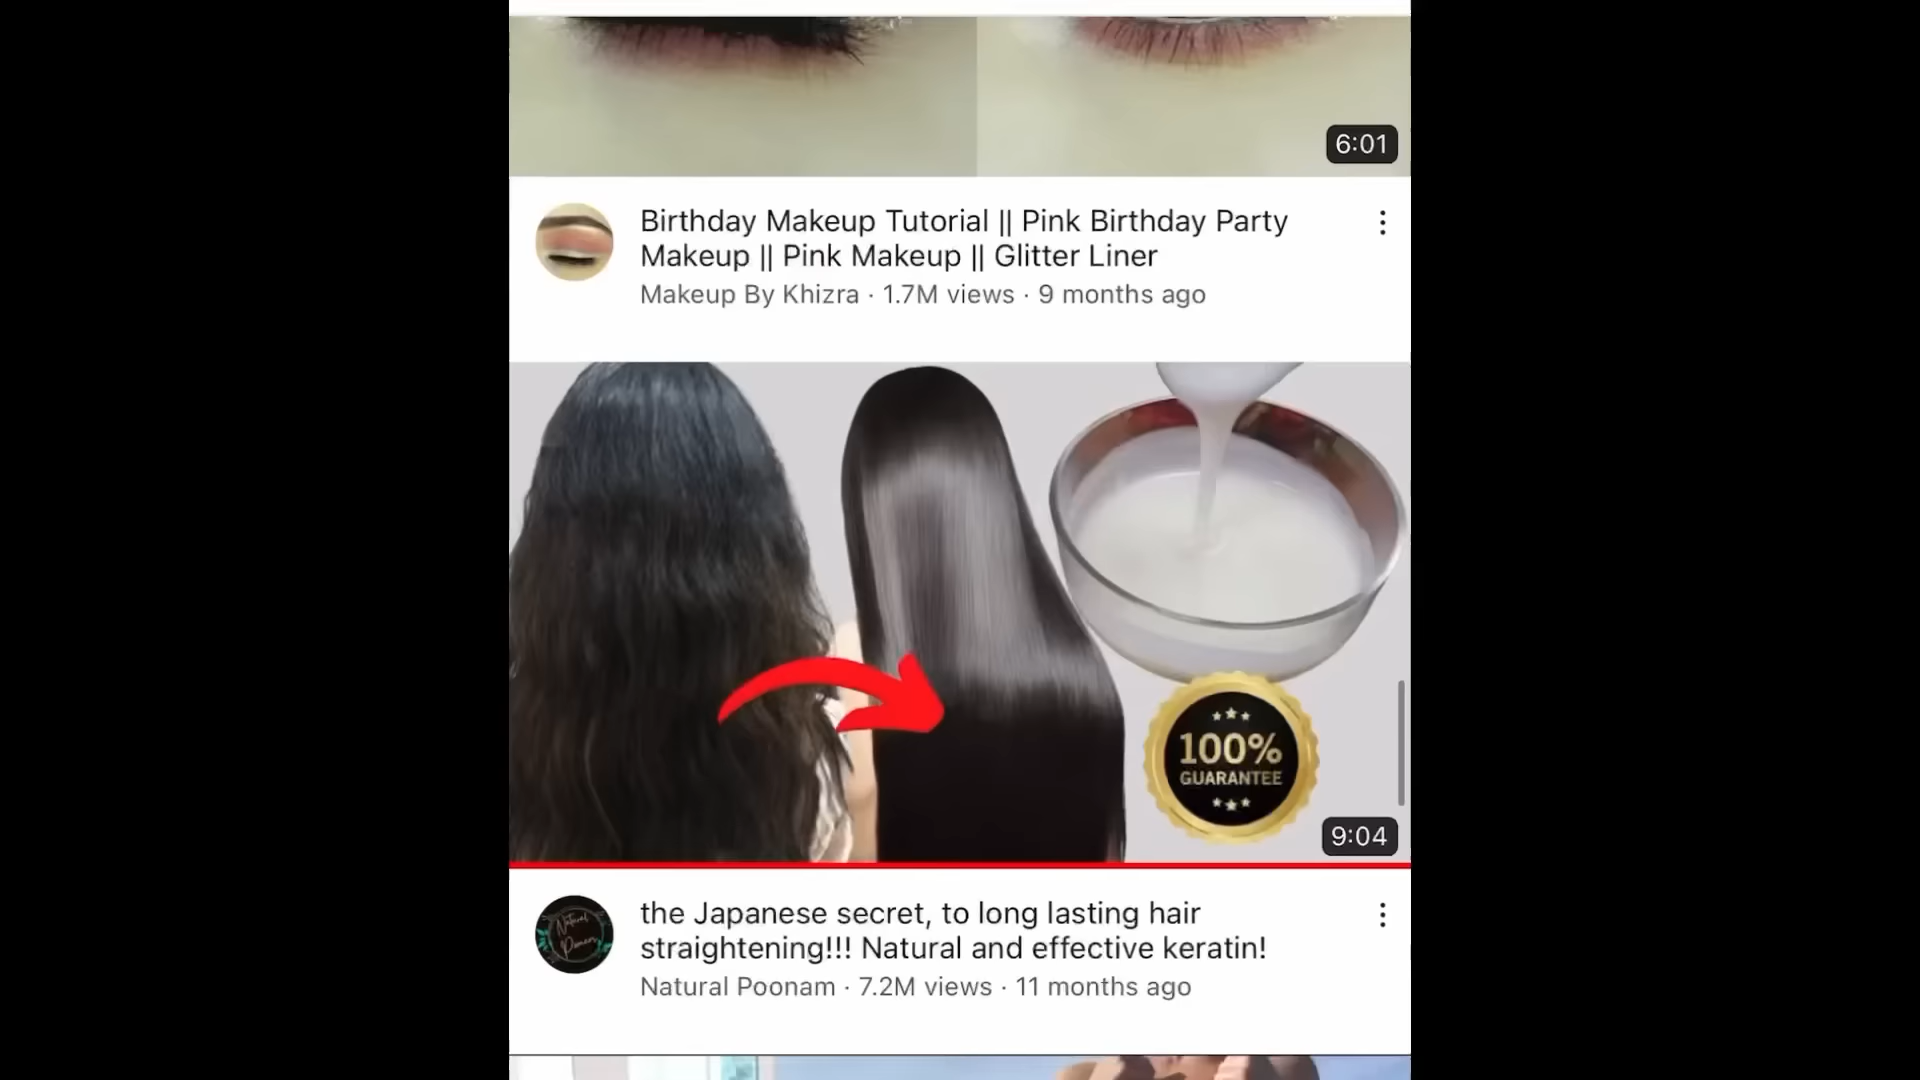 6:01
Birthday Makeup Tutorial || Pink Birthday Party
Makeup || Pink Makeup || Glitter Liner
Makeup By Khizra · 1.7M views · 9 months ago
100%
GUARANTEE
9:04
Natural
Poonam
the Japanese secret, to long lasting hair
straightening!!! Natural and effective keratin!
Natural Poonam · 7.2M views · 11 months ago